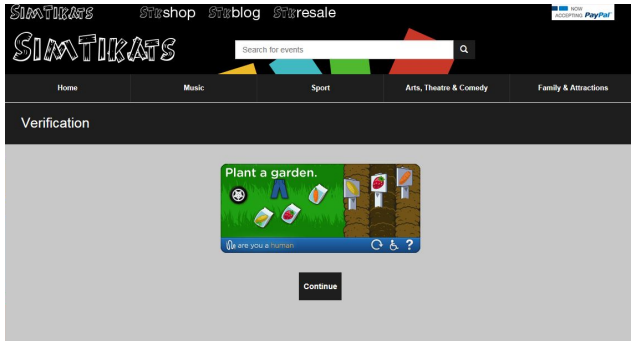 SIMTIKATS STKshop STKblog STKresale NOW
ACCEPTING PayPal
SIMTIKATS
Search for events
Home Music Sport Arts, Theatre & Comedy Family & Attractions
Verification
Plant a garden.
are you a human ?
Continue